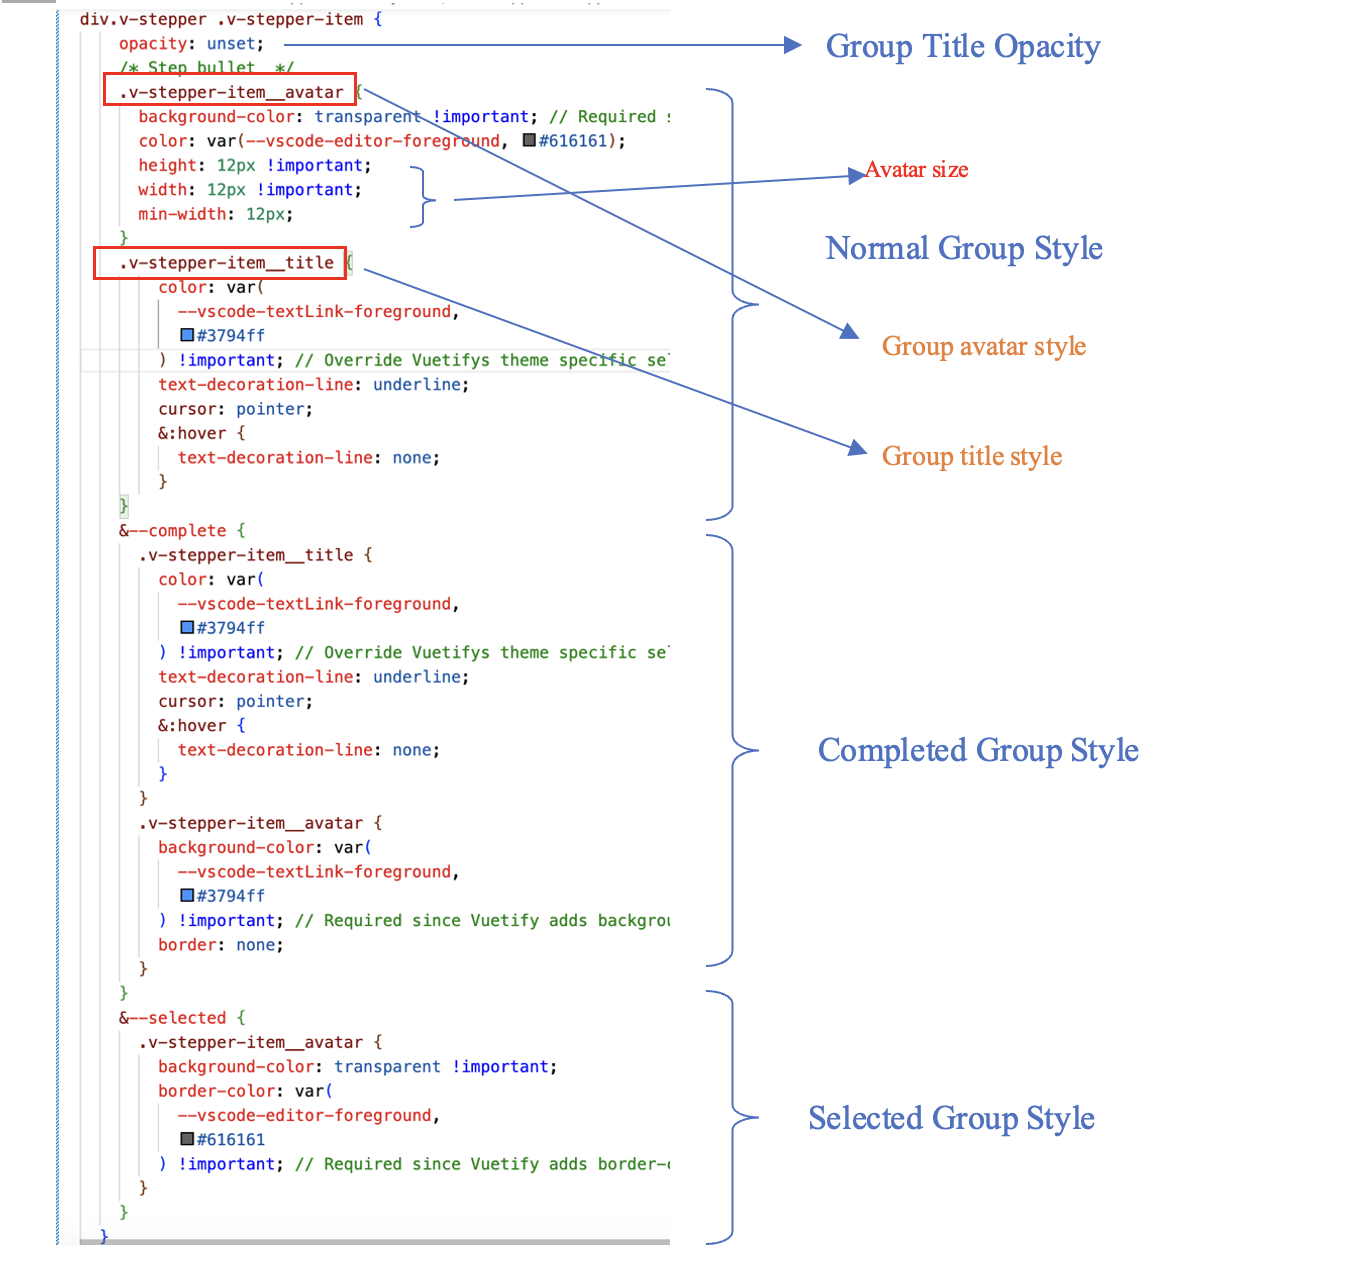 div.v-stepper .v-stepper-item {
opacity: unset;
Group Title Opacity
/* Step bullet */
.v-stepper-item__avatar {
background-color: transparent !important; // Required
color: var(--vscode-editor-foreground, #616161);
height: 12px !important;
Avatar size
width: 12px !important;
min-width: 12px;
}
Normal Group Style
.v-stepper-item__title {
color: var(
--vscode-textLink-foreground,
#3794ff
Group avatar style
) !important; // Override Vuetifys theme specific se
text-decoration-line: underline;
cursor: pointer;
&:hover {
text-decoration-line: none;
Group title style
}
}
&--complete {
.v-stepper-item__title {
color: var(
--vscode-textLink-foreground,
#3794ff
) !important; // Override Vuetifys theme specific se
text-decoration-line: underline;
cursor: pointer;
&:hover {
text-decoration-line: none;
Completed Group Style
}
}
.v-stepper-item__avatar {
background-color: var(
--vscode-textLink-foreground,
#3794ff
) !important; // Required since Vuetify adds backgrou
border: none;
}
}
&--selected {
.v-stepper-item__avatar {
background-color: transparent !important;
border-color: var(
--vscode-editor-foreground,
Selected Group Style
#616161
) !important; // Required since Vuetify adds border-
}
}
}